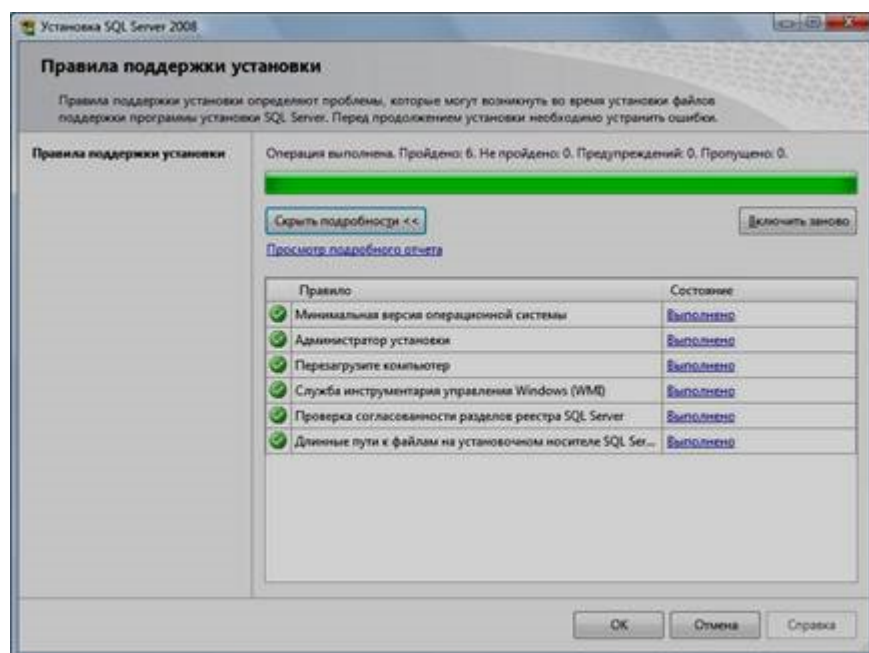 Установка SQL Server 2008
Правила поддержки установки
Правила поддержки установки определяют проблемы, которые могут возникнуть во время установки файлов
поддержки программы установки SQL Server. Перед продолжением установки необходимо устранить ошибки.
Правила поддержки установки
Операция выполнена. Пройдено: 6. Не пройдено: 0. Предупреждений: 0. Пропущено: 0.
Скрыть подробности <<
Включить заново
Просмотр подробного отчета
Правило Состояние
Минимальная версия операционной системы Выполнено
Администратор установки Выполнено
Перезагрузите компьютер Выполнено
Служба инструментария управления Windows (WMI) Выполнено
Проверка согласованности разделов реестра SQL Server Выполнено
Длинные пути к файлам на установочном носителе SQL Ser... Выполнено
OK Отмена Справка